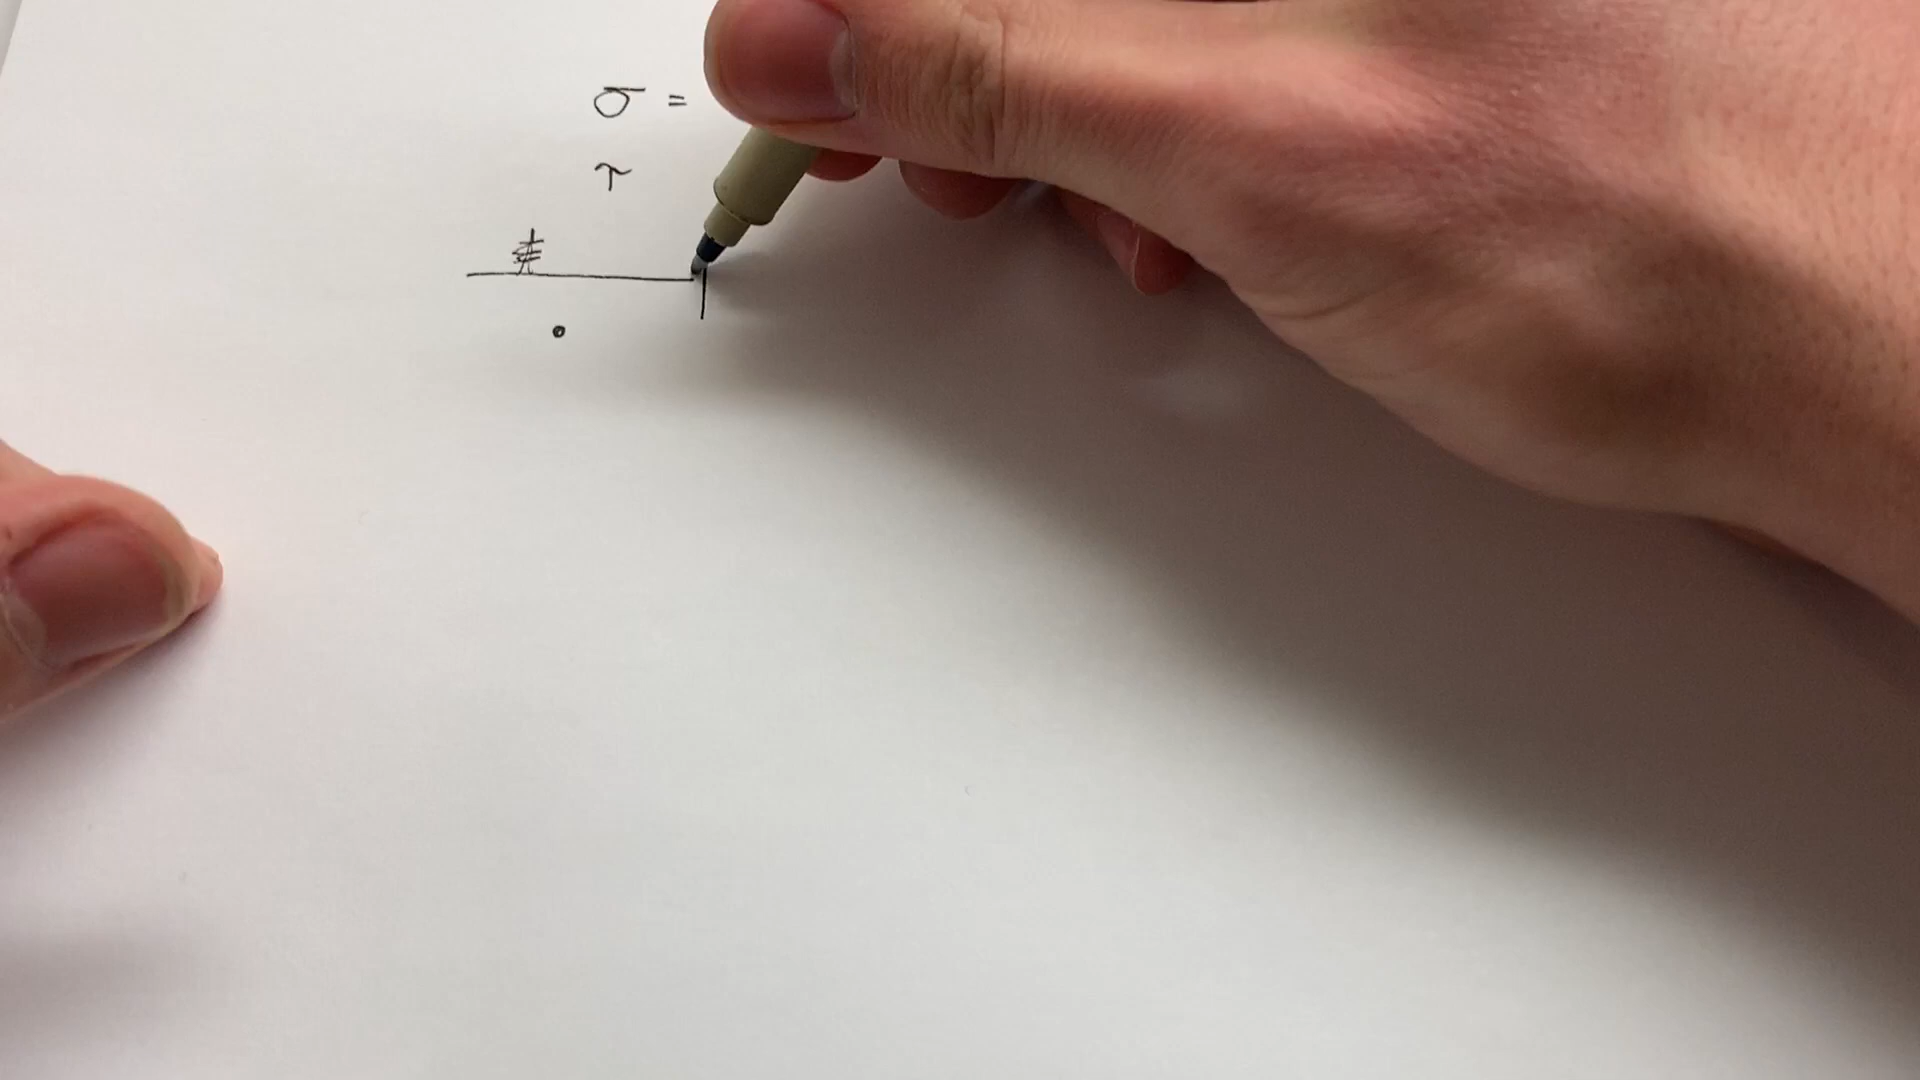 σ =
τ